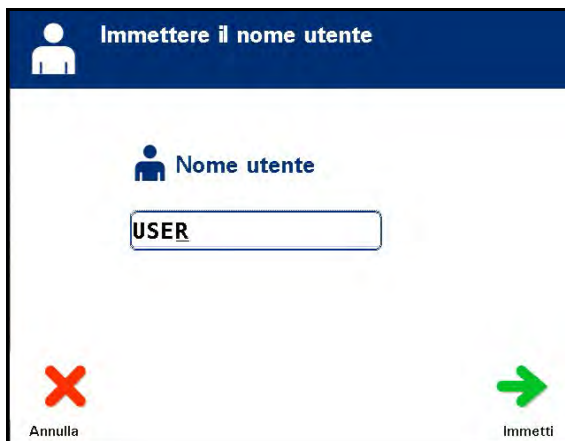 Immettere il nome utente
Nome utente
USER
Annulla
Immetti